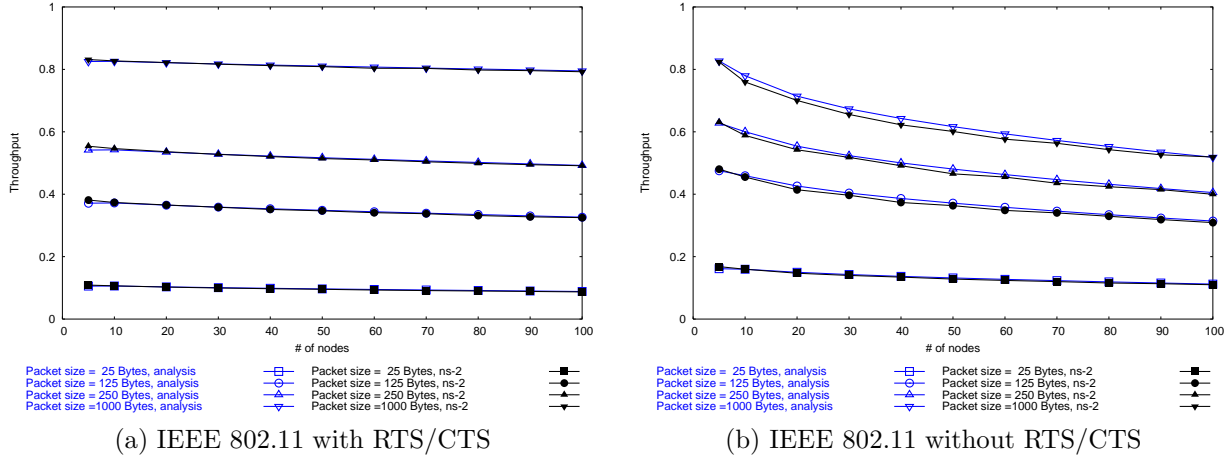 1
0.8
0.6
0.4
0.2
0
Throughput
0 10 20 30 40 50 60 70 80 90 100
# of nodes
Packet size = 25 Bytes, analysis
Packet size = 125 Bytes, analysis
Packet size = 250 Bytes, analysis
Packet size =1000 Bytes, analysis
Packet size = 25 Bytes, ns-2
Packet size = 125 Bytes, ns-2
Packet size = 250 Bytes, ns-2
Packet size =1000 Bytes, ns-2
(a) IEEE 802.11 with RTS/CTS
1
0.8
0.6
0.4
0.2
0
Throughput
0 10 20 30 40 50 60 70 80 90 100
# of nodes
Packet size = 25 Bytes, analysis
Packet size = 125 Bytes, analysis
Packet size = 250 Bytes, analysis
Packet size =1000 Bytes, analysis
Packet size = 25 Bytes, ns-2
Packet size = 125 Bytes, ns-2
Packet size = 250 Bytes, ns-2
Packet size =1000 Bytes, ns-2
(b) IEEE 802.11 without RTS/CTS